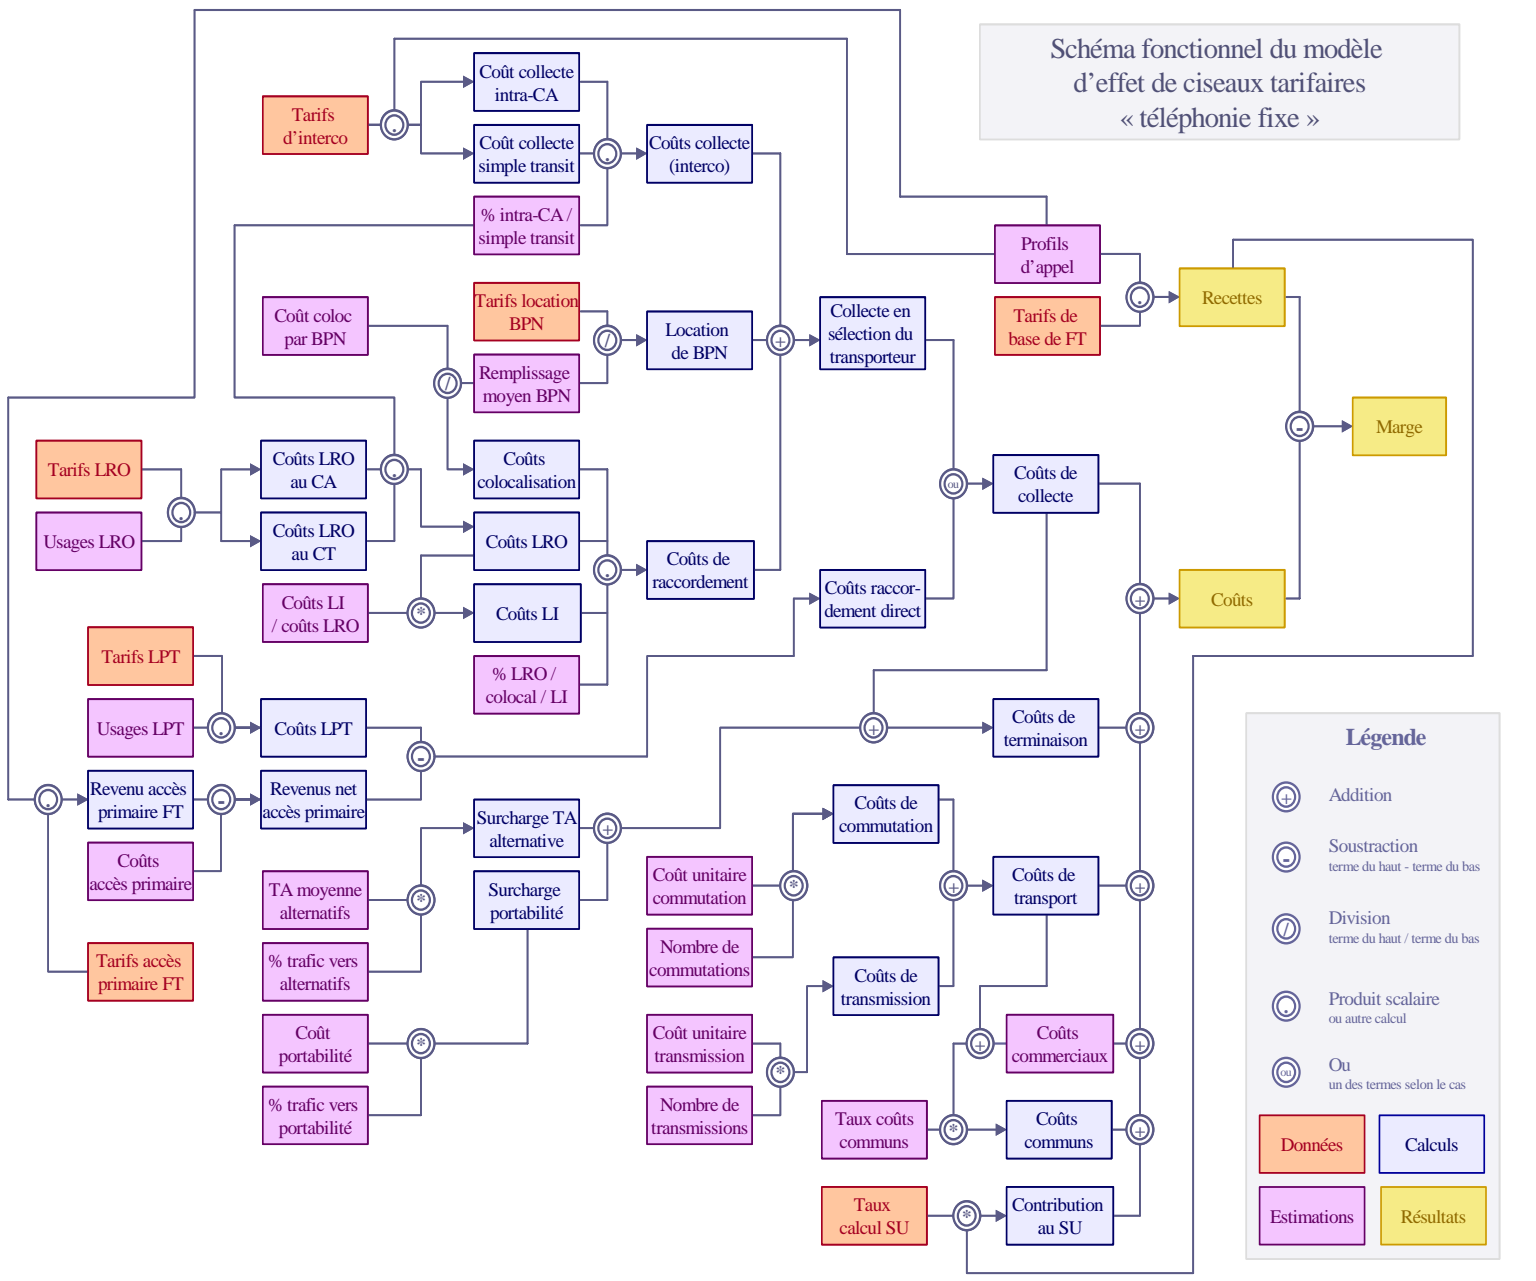 Schéma fonctionnel du modèle
d’effet de ciseaux tarifaires
« téléphonie fixe »
Tarifs
d’interco
.
Coût collecte
intra-CA
Coût collecte
simple transit
% intra-CA /
simple transit
.
Coûts collecte
(interco)
Profils
d’appel
Tarifs de
base de FT
.
Recettes
Coût coloc
par BPN
Tarifs location
BPN
Remplissage
moyen BPN
/
/
Location
de BPN
+
Collecte en
sélection du
transporteur
-
Marge
Tarifs LRO
Usages LRO
.
Coûts LRO
au CA
Coûts LRO
au CT
.
Coûts
colocalisation
Coûts LRO
Coûts LI
/ coûts LRO
*
Coûts LI
% LRO /
colocal / LI
.
Coûts de
raccordement
Coûts raccor-
dement direct
ou
Coûts de
collecte
+
Coûts
Tarifs LPT
Usages LPT
.
Coûts LPT
-
.
Revenu accès
primaire FT
-
Revenus net
accès primaire
Coûts
accès primaire
Tarifs accès
primaire FT
+
Coûts de
terminaison
+
Surcharge TA
alternative
+
Surcharge
portabilité
TA moyenne
alternatifs
*
% trafic vers
alternatifs
Coût
portabilité
*
% trafic vers
portabilité
Coût unitaire
commutation
*
Nombre de
commutations
Coûts de
commutation
+
Coûts de
transport
+
Coûts de
transmission
Coût unitaire
transmission
*
Nombre de
transmissions
+
Coûts
commerciaux
+
Taux coûts
communs
*
Coûts
communs
+
Taux
calcul SU
*
Contribution
au SU
Légende
+
Addition
-
Soustraction
terme du haut - terme du bas
/
Division
terme du haut / terme du bas
.
Produit scalaire
ou autre calcul
ou
Ou
un des termes selon le cas
Données
Calculs
Estimations
Résultats